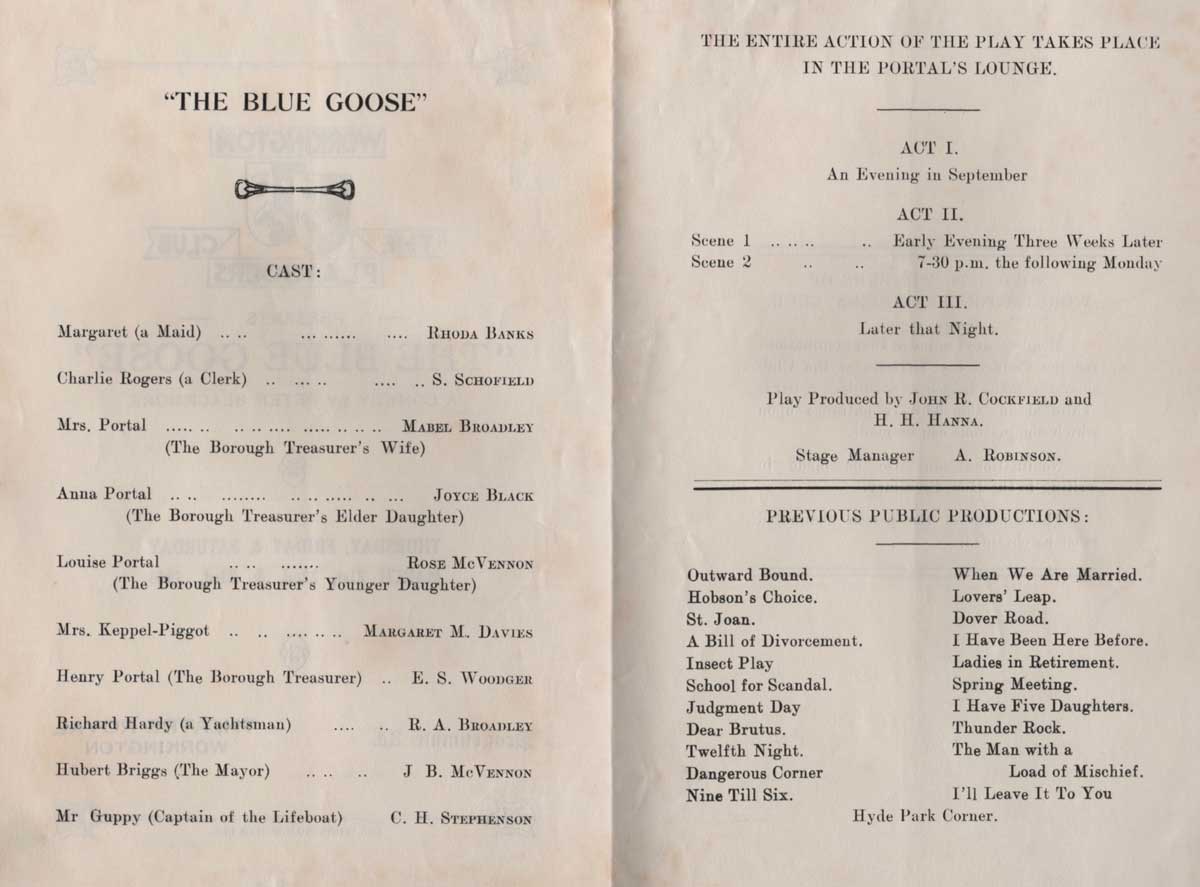 "THE BLUE GOOSE"
CAST:
Margaret (a Maid) .. .. ... ...... .... RHODA BANKS
Charlie Rogers (a Clerk) .. ... .. .... .. S. SCHOFIELD
Mrs. Portal ..... .. .. .. .... ..... .. .. .. MABEL BROADLEY
(The Borough Treasurer's Wife)
Anna Portal .. .. ........ .. .. ..... .. ... JOYCE BLACK
(The Borough Treasurer's Elder Daughter)
Louise Portal .. .. ....... ROSE MCVENNON
(The Borough Treasurer's Younger Daughter)
Mrs. Keppel-Piggot .. .. .... .. .. MARGARET M. DAVIES
Henry Portal (The Borough Treasurer) .. E. S. WOODGER
Richard Hardy (a Yachtsman) .... .. R. A. BROADLEY
Hubert Briggs (The Mayor) .. .. .. J B. MCVENNON
Mr Guppy (Captain of the Lifeboat) C. H. STEPHENSON
THE ENTIRE ACTION OF THE PLAY TAKES PLACE
IN THE PORTAL'S LOUNGE.
ACT I.
An Evening in September
ACT II.
Scene 1 .. .. .. .. Early Evening Three Weeks Later
Scene 2 .. .. 7-30 p.m. the following Monday
ACT III.
Later that Night.
Play Produced by JOHN R. COCKFIELD and
H. H. HANNA.
Stage Manager A. ROBINSON.
PREVIOUS PUBLIC PRODUCTIONS:
Outward Bound.
Hobson's Choice.
St. Joan.
A Bill of Divorcement.
Insect Play
School for Scandal.
Judgment Day
Dear Brutus.
Twelfth Night.
Dangerous Corner
Nine Till Six.
When We Are Married.
Lovers' Leap.
Dover Road.
I Have Been Here Before.
Ladies in Retirement.
Spring Meeting.
I Have Five Daughters.
Thunder Rock.
The Man with a
Load of Mischief.
I'll Leave It To You
Hyde Park Corner.